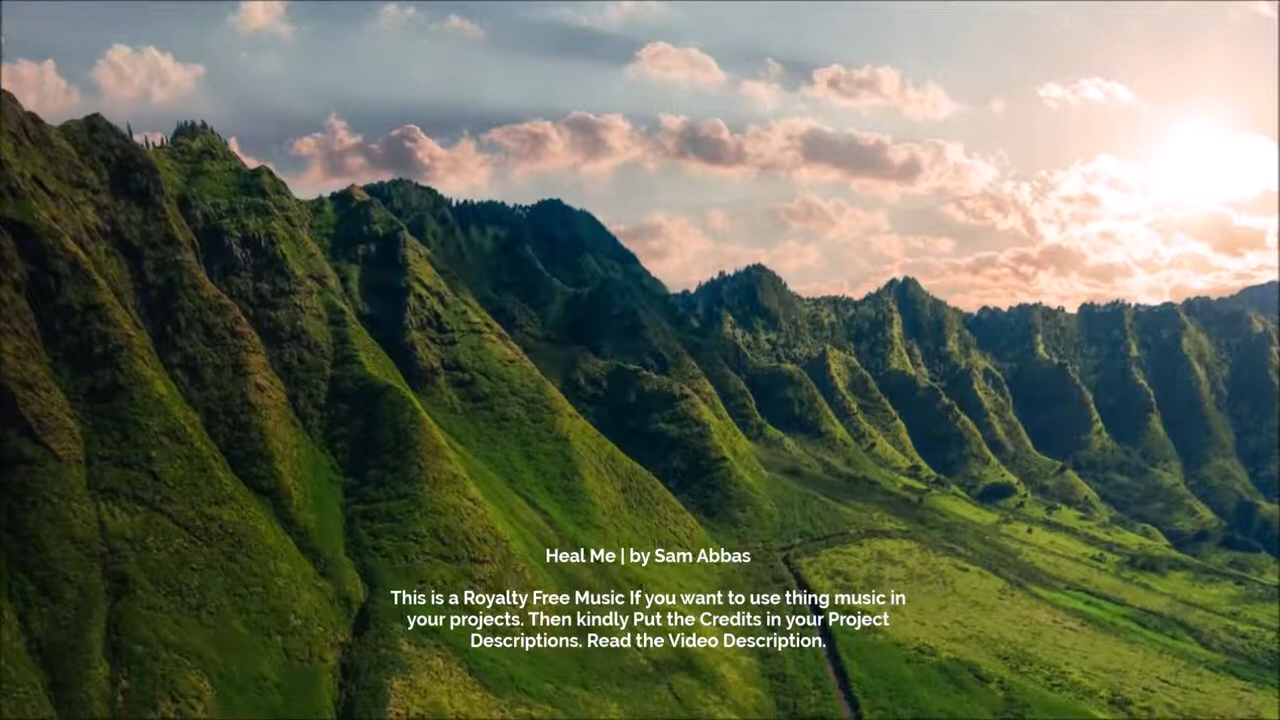 Heal Me | by Sam Abbas
This is a Royalty Free Music If you want to use thing music in
your projects. Then kindly Put the Credits in your Project
Descriptions. Read the Video Description.